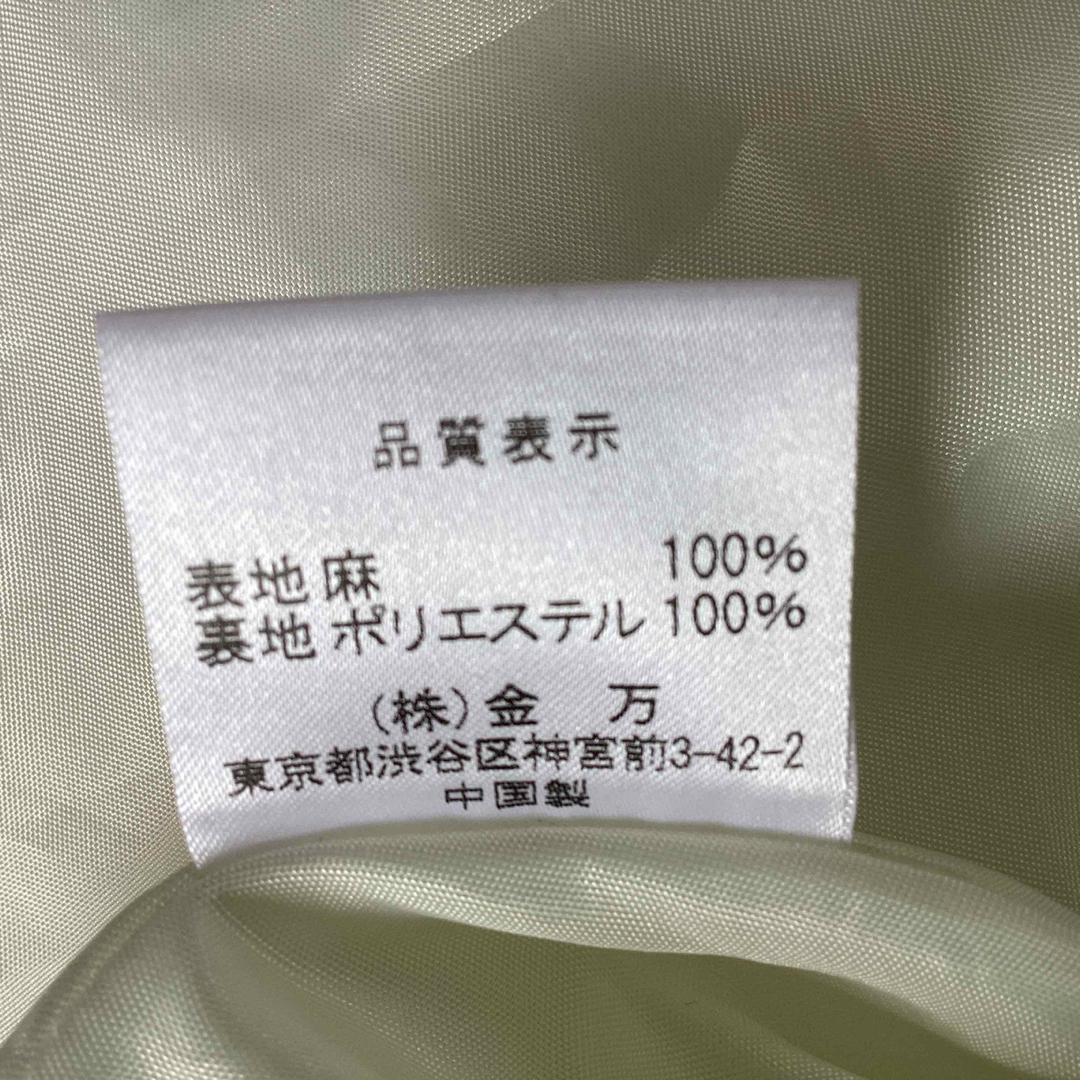 品質表示
表地 麻 100%
裏地 ポリエステル 100%
(株)金 万
東京都渋谷区神宮前3-42-2
中国製